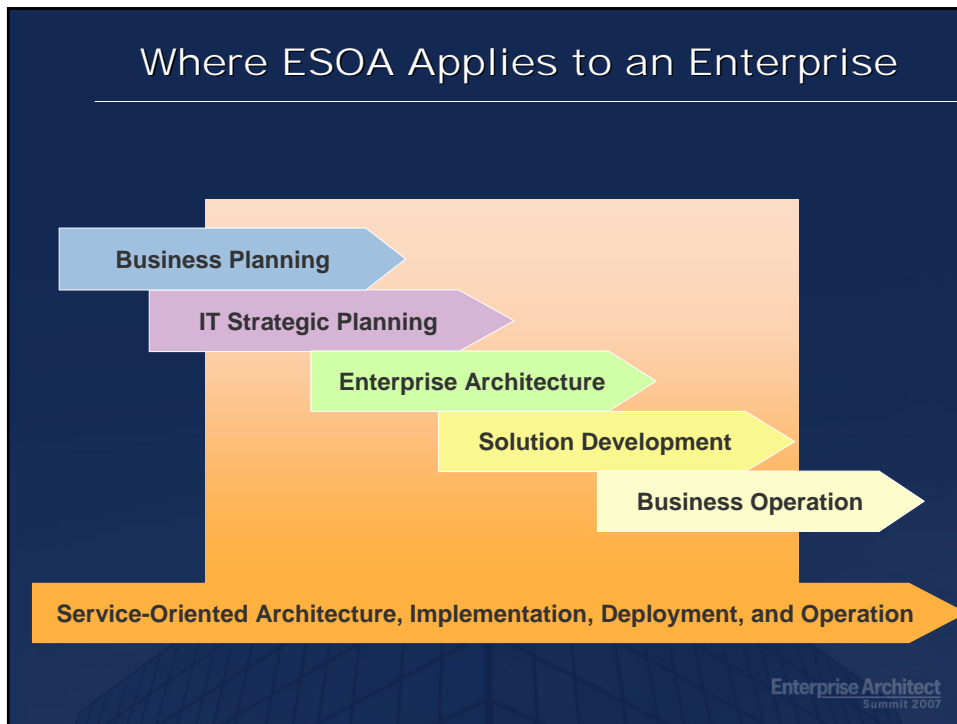 Where ESOA Applies to an Enterprise
Business Planning
IT Strategic Planning
Enterprise Architecture
Solution Development
Business Operation
Service-Oriented Architecture, Implementation, Deployment, and Operation
Enterprise Architect
Summit 2007